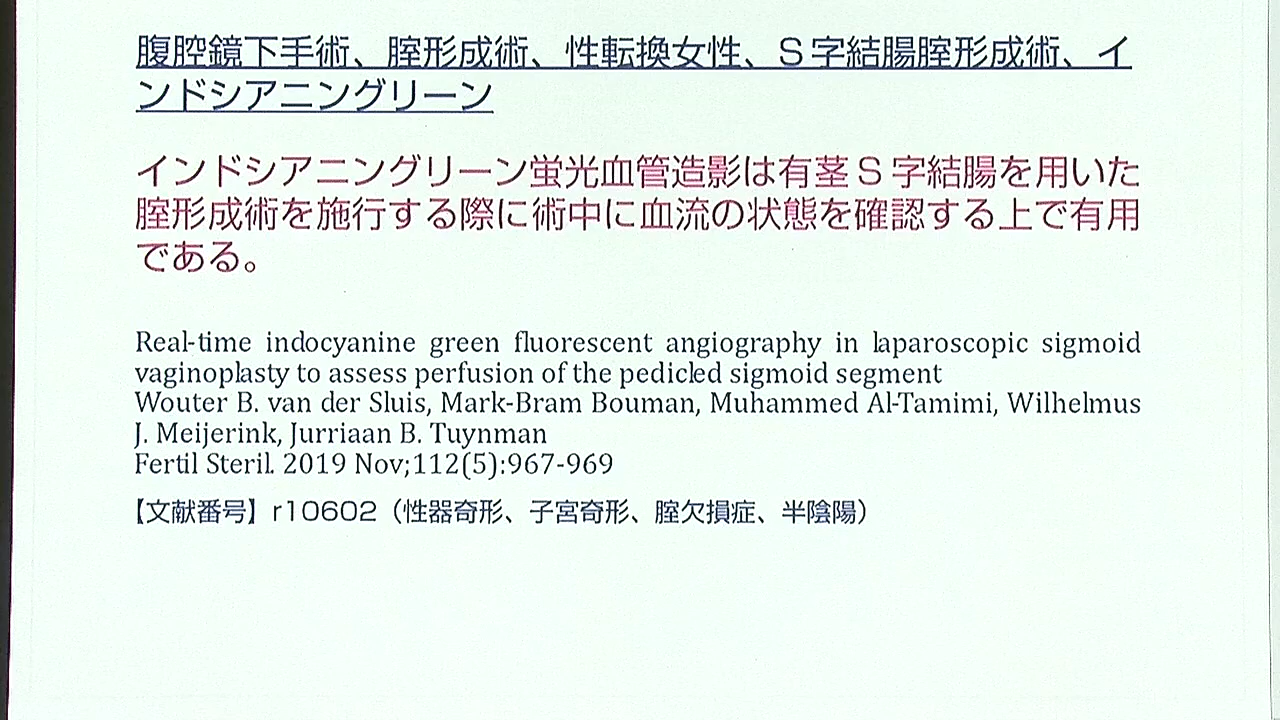 腹腔鏡下手術、腟形成術、性転換女性、S字結腸腟形成術、イ
ンドシアニングリーン
インドシアニングリーン蛍光血管造影は有茎S字結腸を用いた
腟形成術を施行する際に術中に血流の状態を確認する上で有用
である。
Real-time indocyanine green fluorescent angiography in laparoscopic sigmoid
vaginoplasty to assess perfusion of the pedicled sigmoid segment
Wouter B. van der Sluis, Mark-Bram Bouman, Muhammed Al-Tamimi, Wilhelmus
J. Meijerink, Jurriaan B. Tuynman
Fertil Steril. 2019 Nov;112(5):967-969
【文献番号】r10602（性器奇形、子宮奇形、腟欠損症、半陰陽）